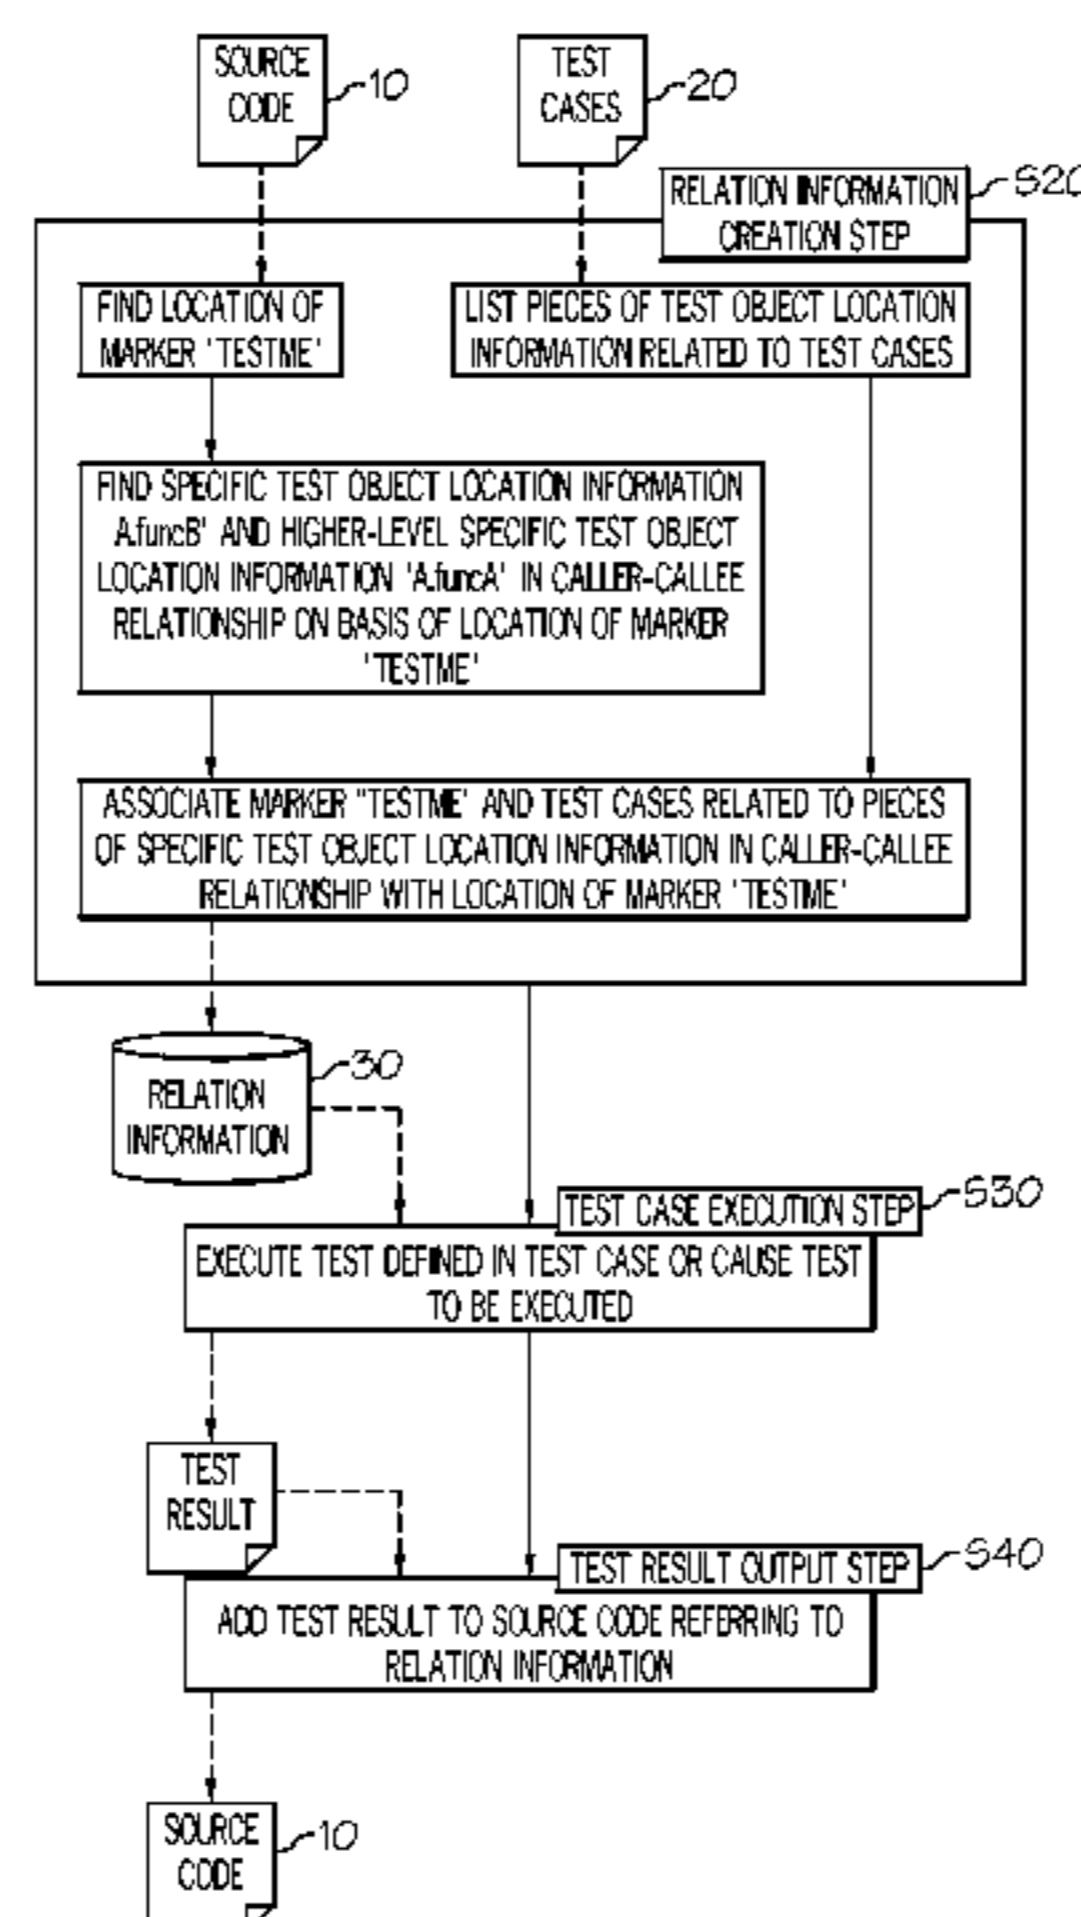 SOURCE
CODE
10
TEST
CASES
20
RELATION INFORMATION
CREATION STEP
S20
FIND LOCATION OF
MARKER 'TESTME'
LIST PIECES OF TEST OBJECT LOCATION
INFORMATION RELATED TO TEST CASES
FIND SPECIFIC TEST OBJECT LOCATION INFORMATION
A.funcB' AND HIGHER-LEVEL SPECIFIC TEST OBJECT
LOCATION INFORMATION 'A.funcA' IN CALLER-CALLEE
RELATIONSHIP ON BASIS OF LOCATION OF MARKER
'TESTME'
ASSOCIATE MARKER "TESTME' AND TEST CASES RELATED TO PIECES
OF SPECIFIC TEST OBJECT LOCATION INFORMATION IN CALLER-CALLEE
RELATIONSHIP WITH LOCATION OF MARKER 'TESTME'
RELATION
INFORMATION
30
TEST CASE EXECUTION STEP
S30
EXECUTE TEST DEFINED IN TEST CASE OR CAUSE TEST
TO BE EXECUTED
TEST
RESULT
TEST RESULT OUTPUT STEP
S40
ADD TEST RESULT TO SOURCE CODE REFERRING TO
RELATION INFORMATION
SOURCE
CODE
10